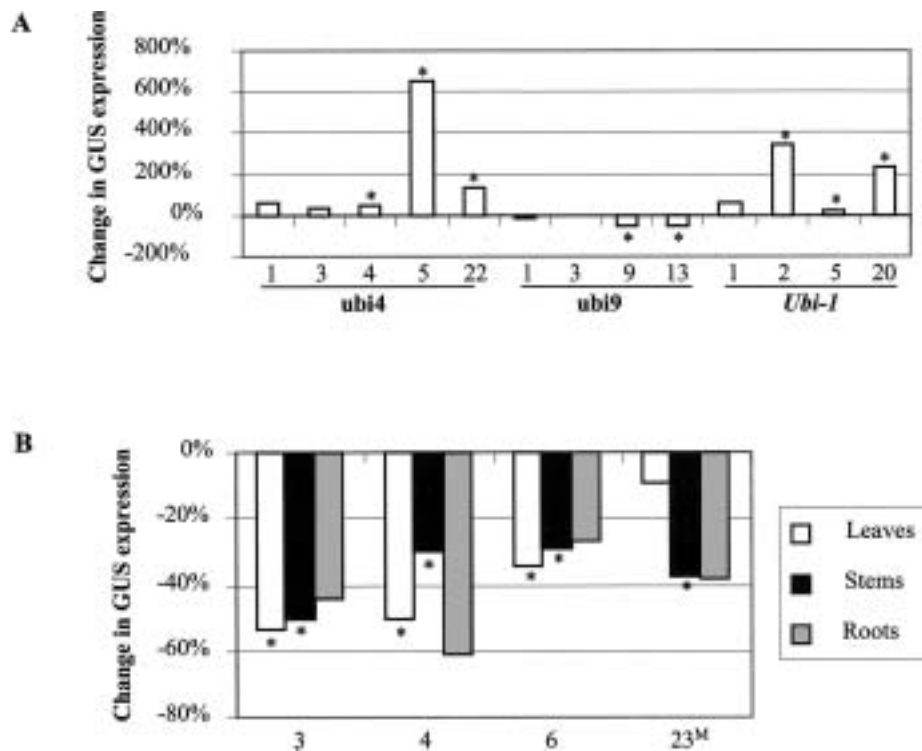 A
Change in GUS expression
800%
600%
400%
200%
0%
-200%
* * * * * * * * *
1 3 4 5 22 1 3 9 13 1 2 5 20
ubi4 ubi9 Ubi-1
B
Change in GUS expression
0%
-20%
-40%
-60%
-80%
* * * * * * *
3 4 6 23ᴹ
Leaves
Stems
Roots